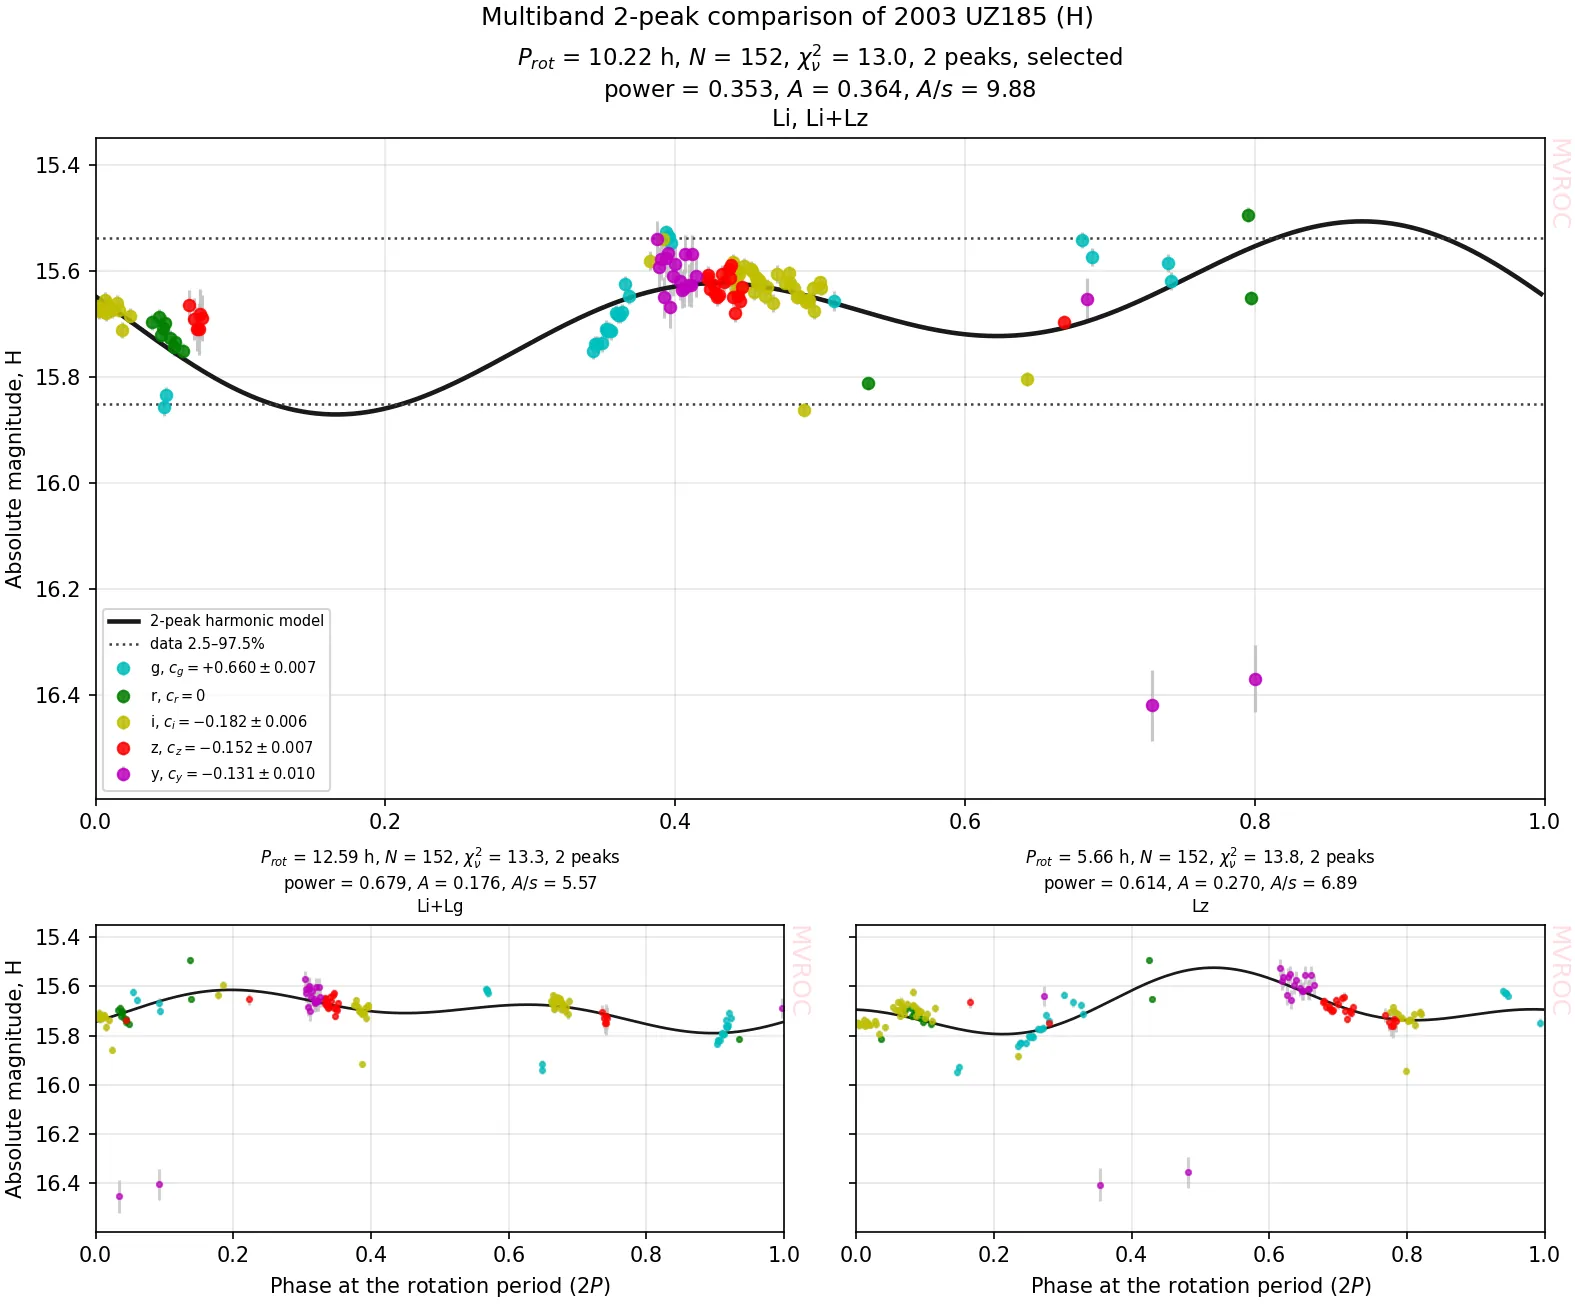 Multiband 2-peak comparison of 2003 UZ185 (H)
P_rot = 10.22 h, N = 152, χ²_ν = 13.0, 2 peaks, selected
power = 0.353, A = 0.364, A/s = 9.88
Li, Li+Lz
MVROC
15.4
15.6
15.8
16.0
16.2
16.4
Absolute magnitude, H
2-peak harmonic model
data 2.5–97.5%
g, c_g = +0.660 ± 0.007
r, c_r = 0
i, c_i = −0.182 ± 0.006
z, c_z = −0.152 ± 0.007
y, c_y = −0.131 ± 0.010
0.0 0.2 0.4 0.6 0.8 1.0
P_rot = 12.59 h, N = 152, χ²_ν = 13.3, 2 peaks
power = 0.679, A = 0.176, A/s = 5.57
Li+Lg
MVROC
15.4
15.6
15.8
16.0
16.2
16.4
Absolute magnitude, H
0.0 0.2 0.4 0.6 0.8 1.0
Phase at the rotation period (2P)
P_rot = 5.66 h, N = 152, χ²_ν = 13.8, 2 peaks
power = 0.614, A = 0.270, A/s = 6.89
Lz
MVROC
0.0 0.2 0.4 0.6 0.8 1.0
Phase at the rotation period (2P)